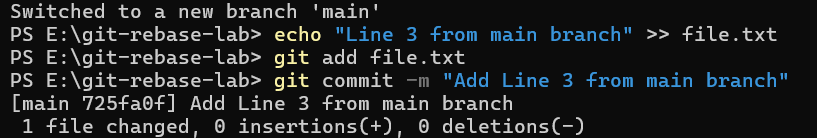 Switched to a new branch 'main'
PS E:\git-rebase-lab> echo "Line 3 from main branch" >> file.txt
PS E:\git-rebase-lab> git add file.txt
PS E:\git-rebase-lab> git commit -m "Add Line 3 from main branch"
[main 725fa0f] Add Line 3 from main branch
 1 file changed, 0 insertions(+), 0 deletions(-)